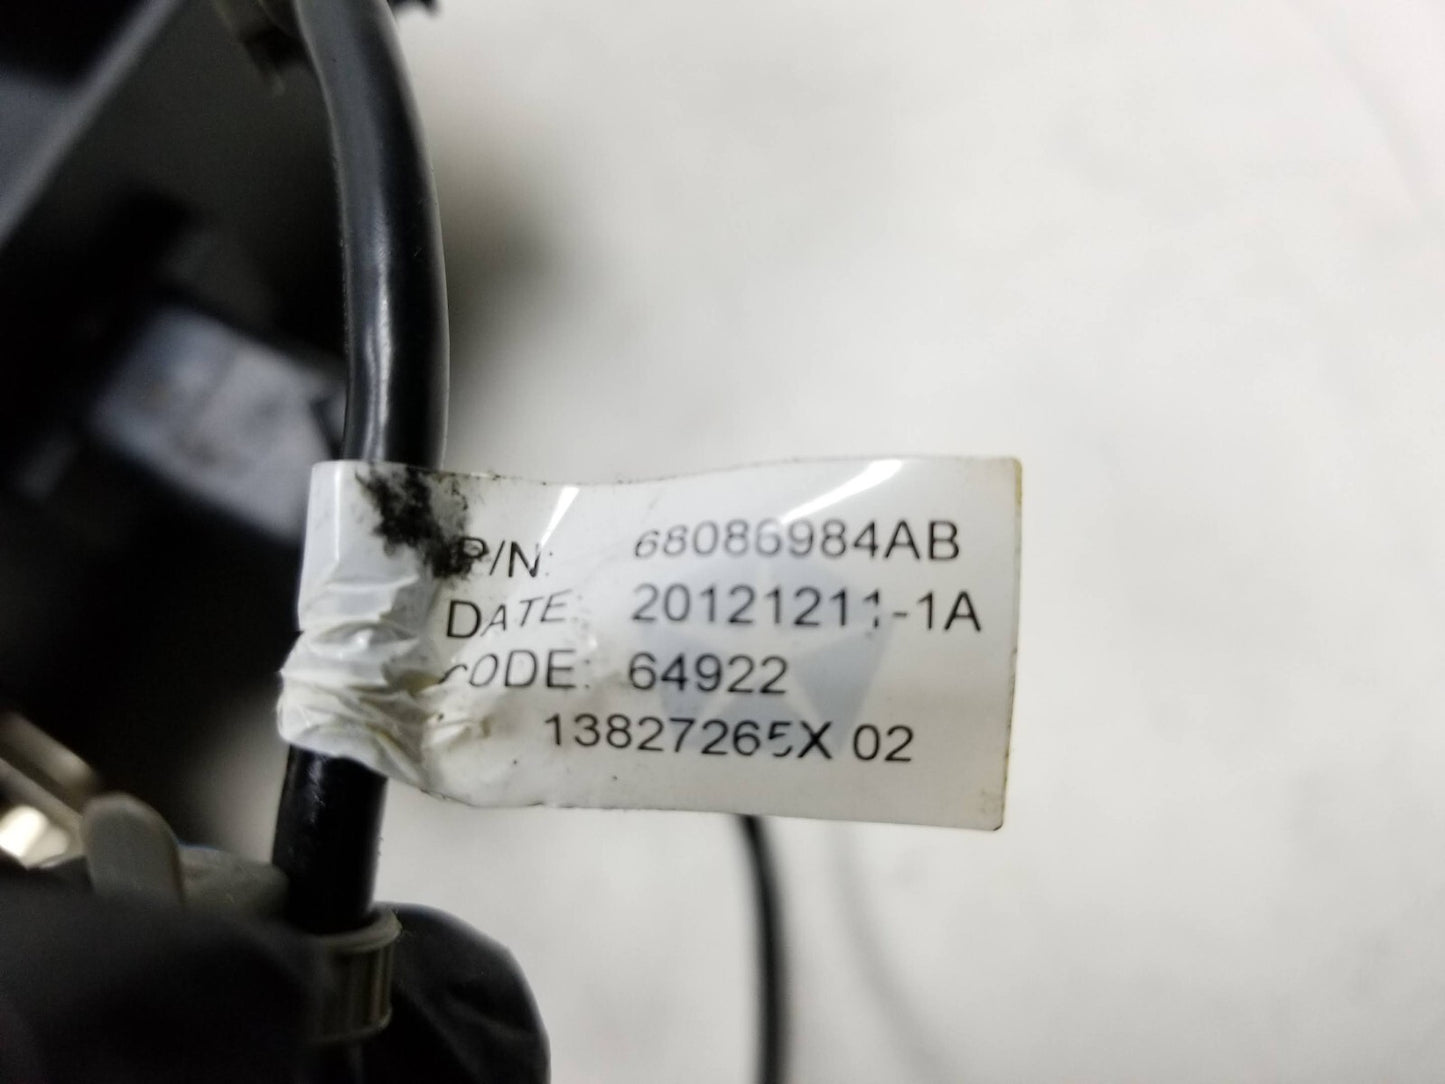 P/N: 68086984AB
DATE: 20121211-1A
CODE: 64922
13827265X 02